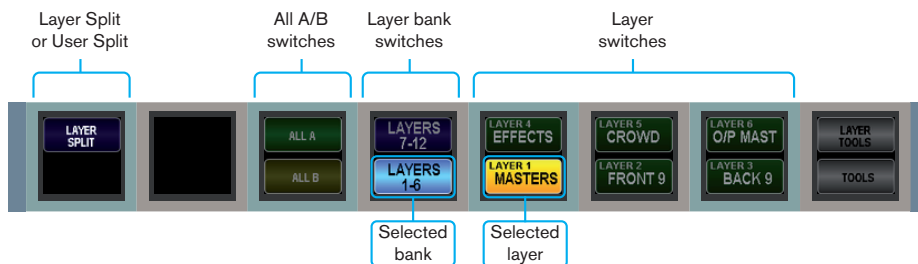 Layer Split
or User Split
All A/B
switches
Layer bank
switches
Layer
switches
LAYER
SPLIT
ALL A
ALL B
LAYERS
7-12
LAYERS
1-6
LAYER 4
EFFECTS
LAYER 1
MASTERS
LAYER 5
CROWD
LAYER 2
FRONT 9
LAYER 6
O/P MAST
LAYER 3
BACK 9
LAYER
TOOLS
TOOLS
Selected
bank
Selected
layer